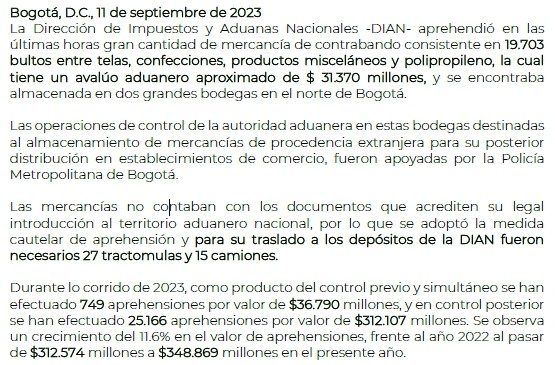 Bogotá, D.C., 11 de septiembre de 2023
La Dirección de Impuestos y Aduanas Nacionales -DIAN- aprehendió en las
últimas horas gran cantidad de mercancía de contrabando consistente en 19.703
bultos entre telas, confecciones, productos misceláneos y polipropileno, la cual
tiene un avalúo aduanero aproximado de $ 31.370 millones, y se encontraba
almacenada en dos grandes bodegas en el norte de Bogotá.
Las operaciones de control de la autoridad aduanera en estas bodegas destinadas
al almacenamiento de mercancías de procedencia extranjera para su posterior
distribución en establecimientos de comercio, fueron apoyadas por la Policía
Metropolitana de Bogotá.
Las mercancías no contaban con los documentos que acrediten su legal
introducción al territorio aduanero nacional, por lo que se adoptó la medida
cautelar de aprehensión y para su traslado a los depósitos de la DIAN fueron
necesarios 27 tractomulas y 15 camiones.
Durante lo corrido de 2023, como producto del control previo y simultáneo se han
efectuado 749 aprehensiones por valor de $36.790 millones, y en control posterior
se han efectuado 25.166 aprehensiones por valor de $312.107 millones. Se observa
un crecimiento del 11.6% en el valor de aprehensiones, frente al año 2022 al pasar
de $312.574 millones a $348.869 millones en el presente año.